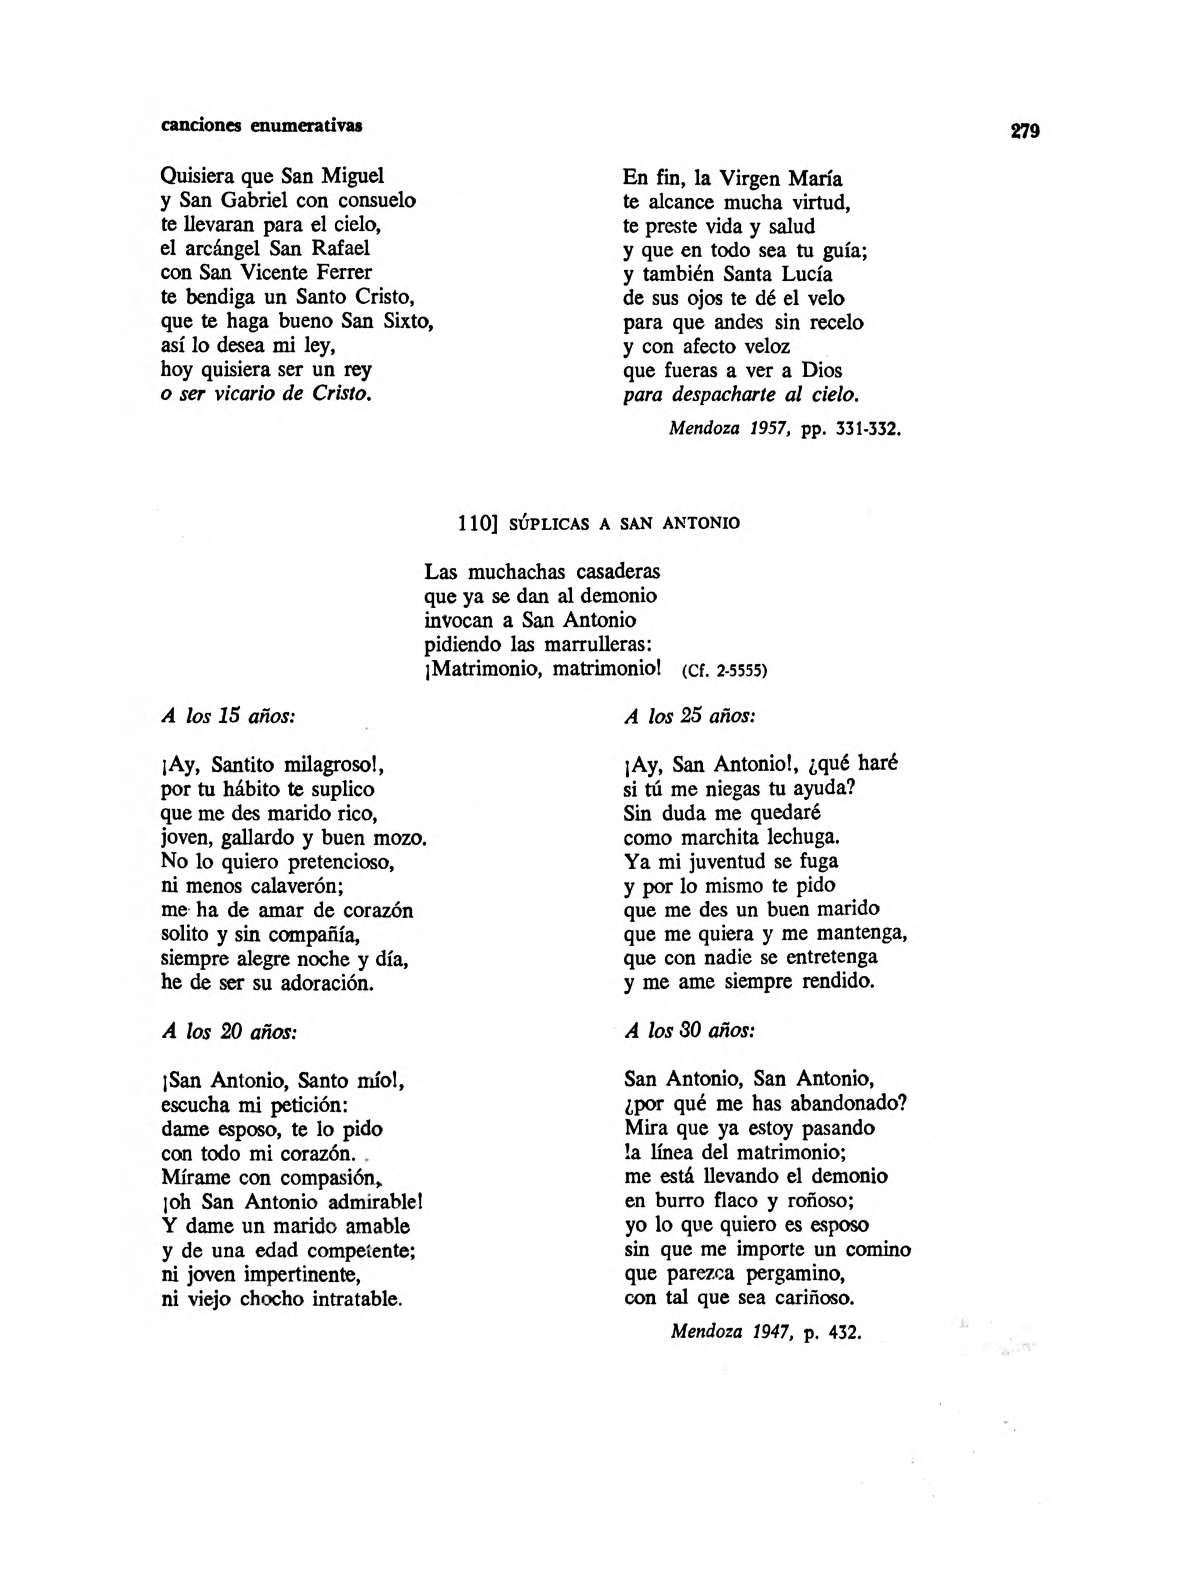 canciones enumerativas
279
Quisiera que San Miguel
y San Gabriel con consuelo
te llevaran para el cielo,
el arcángel San Rafael
con San Vicente Ferrer
te bendiga un Santo Cristo,
que te haga bueno San Sixto,
así lo desea mi ley,
hoy quisiera ser un rey
o ser vicario de Cristo.
En fin, la Virgen María
te alcance mucha virtud,
te preste vida y salud
y que en todo sea tu guía;
y también Santa Lucía
de sus ojos te dé el velo
para que andes sin recelo
y con afecto veloz
que fueras a ver a Dios
para despacharte al cielo.
Mendoza 1957, pp. 331-332.
110] SÚPLICAS A SAN ANTONIO
Las muchachas casaderas
que ya se dan al demonio
invocan a San Antonio
pidiendo las marrulleras:
¡Matrimonio, matrimonio! (Cf. 2-5555)
A los 15 años:
¡Ay, Santito milagroso!,
por tu hábito te suplico
que me des marido rico,
joven, gallardo y buen mozo.
No lo quiero pretencioso,
ni menos calaverón;
me ha de amar de corazón
solito y sin compañía,
siempre alegre noche y día,
he de ser su adoración.
A los 20 años:
¡San Antonio, Santo mío!,
escucha mi petición:
dame esposo, te lo pido
con todo mi corazón.
Mírame con compasión,
¡oh San Antonio admirable!
Y dame un marido amable
y de una edad competente;
ni joven impertinente,
ni viejo chocho intratable.
A los 25 años:
¡Ay, San Antonio!, ¿qué haré
si tú me niegas tu ayuda?
Sin duda me quedaré
como marchita lechuga.
Ya mi juventud se fuga
y por lo mismo te pido
que me des un buen marido
que me quiera y me mantenga,
que con nadie se entretenga
y me ame siempre rendido.
A los 30 años:
San Antonio, San Antonio,
¿por qué me has abandonado?
Mira que ya estoy pasando
la línea del matrimonio;
me está llevando el demonio
en burro flaco y roñoso;
yo lo que quiero es esposo
sin que me importe un comino
que parezca pergamino,
con tal que sea cariñoso.
Mendoza 1947, p. 432.